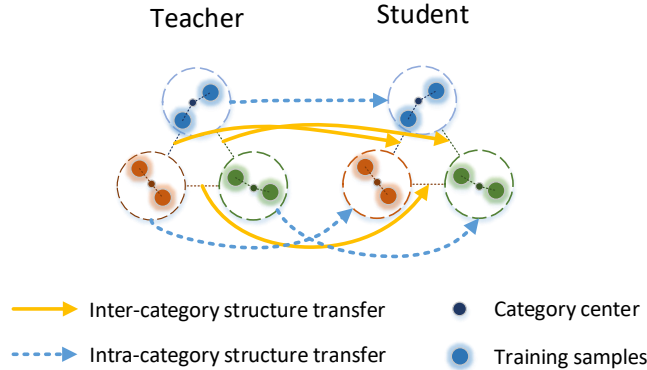 Teacher
Student
Inter-category structure transfer
Category center
Intra-category structure transfer
Training samples